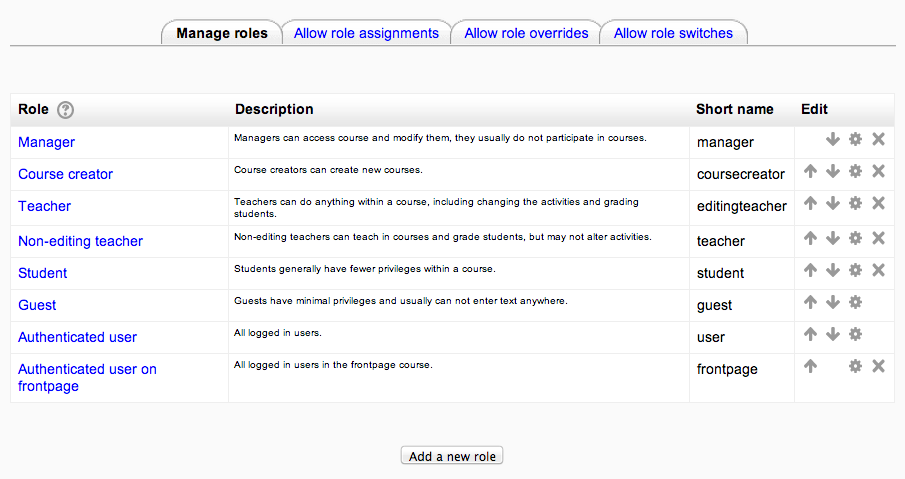 Manage roles Allow role assignments Allow role overrides Allow role switches
Role ? Description Short name Edit
Manager Managers can access course and modify them, they usually do not participate in courses. manager
Course creator Course creators can create new courses. coursecreator
Teacher Teachers can do anything within a course, including changing the activities and grading editingteacher
students.
Non-editing teacher Non-editing teachers can teach in courses and grade students, but may not alter activities. teacher
Student Students generally have fewer privileges within a course. student
Guest Guests have minimal privileges and usually can not enter text anywhere. guest
Authenticated user All logged in users. user
Authenticated user on All logged in users in the frontpage course. frontpage
frontpage
Add a new role